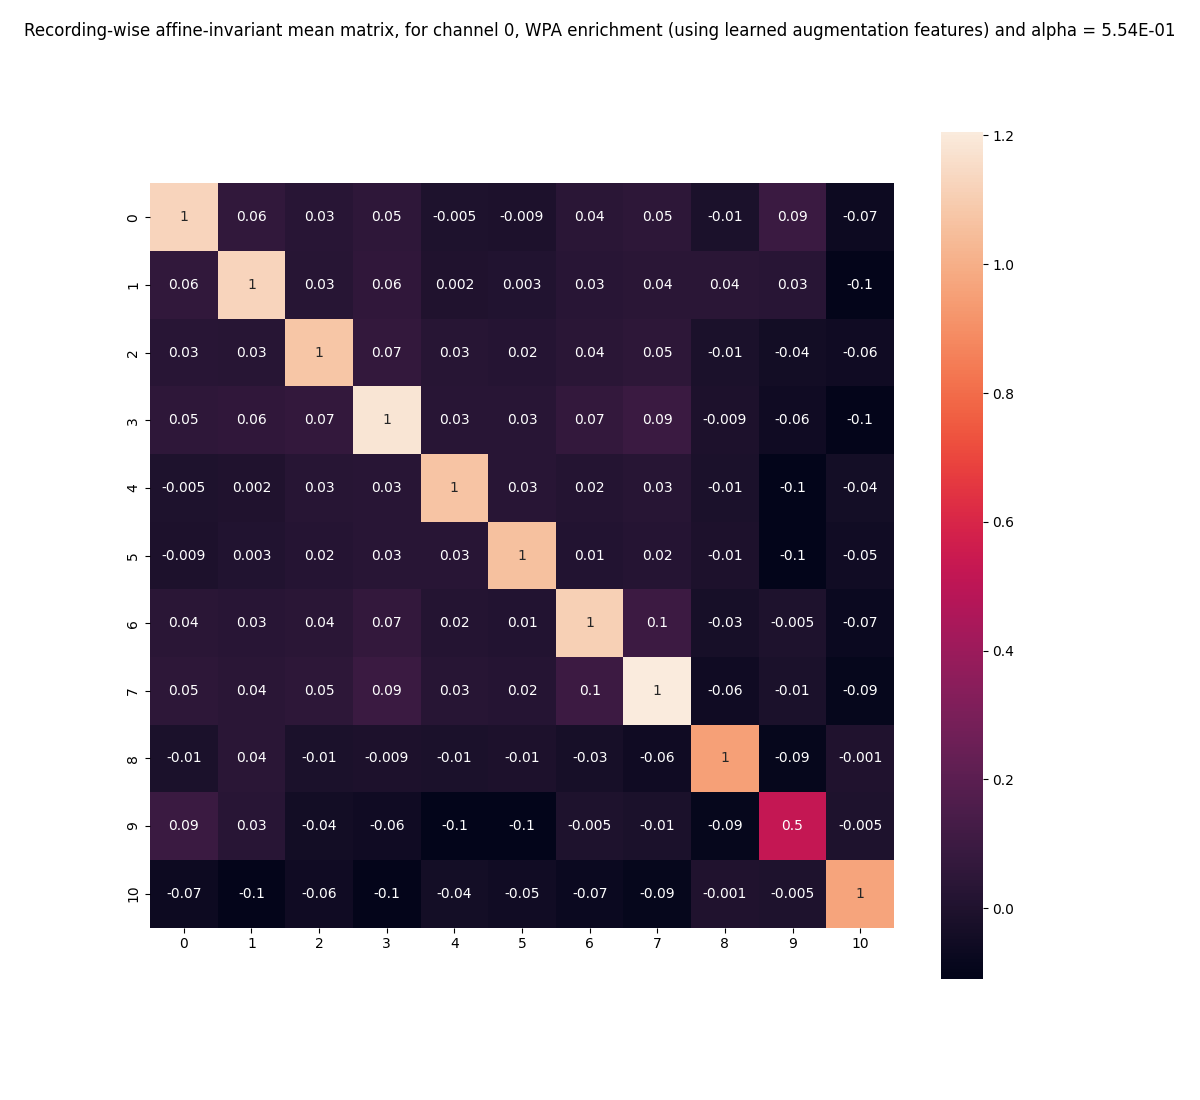 Recording-wise affine-invariant mean matrix, for channel 0, WPA enrichment (using learned augmentation features) and alpha = 5.54E-01
1.2
0 1 0.06 0.03 0.05 -0.005 -0.009 0.04 0.05 -0.01 0.09 -0.07
1.0
1 0.06 1 0.03 0.06 0.002 0.003 0.03 0.04 0.04 0.03 -0.1
2 0.03 0.03 1 0.07 0.03 0.02 0.04 0.05 -0.01 -0.04 -0.06
0.8
3 0.05 0.06 0.07 1 0.03 0.03 0.07 0.09 -0.009 -0.06 -0.1
4 -0.005 0.002 0.03 0.03 1 0.03 0.02 0.03 -0.01 -0.1 -0.04
0.6
5 -0.009 0.003 0.02 0.03 0.03 1 0.01 0.02 -0.01 -0.1 -0.05
6 0.04 0.03 0.04 0.07 0.02 0.01 1 0.1 -0.03 -0.005 -0.07
0.4
7 0.05 0.04 0.05 0.09 0.03 0.02 0.1 1 -0.06 -0.01 -0.09
8 -0.01 0.04 -0.01 -0.009 -0.01 -0.01 -0.03 -0.06 1 -0.09 -0.001
0.2
9 0.09 0.03 -0.04 -0.06 -0.1 -0.1 -0.005 -0.01 -0.09 0.5 -0.005
10 -0.07 -0.1 -0.06 -0.1 -0.04 -0.05 -0.07 -0.09 -0.001 -0.005 1
0.0
0 1 2 3 4 5 6 7 8 9 10